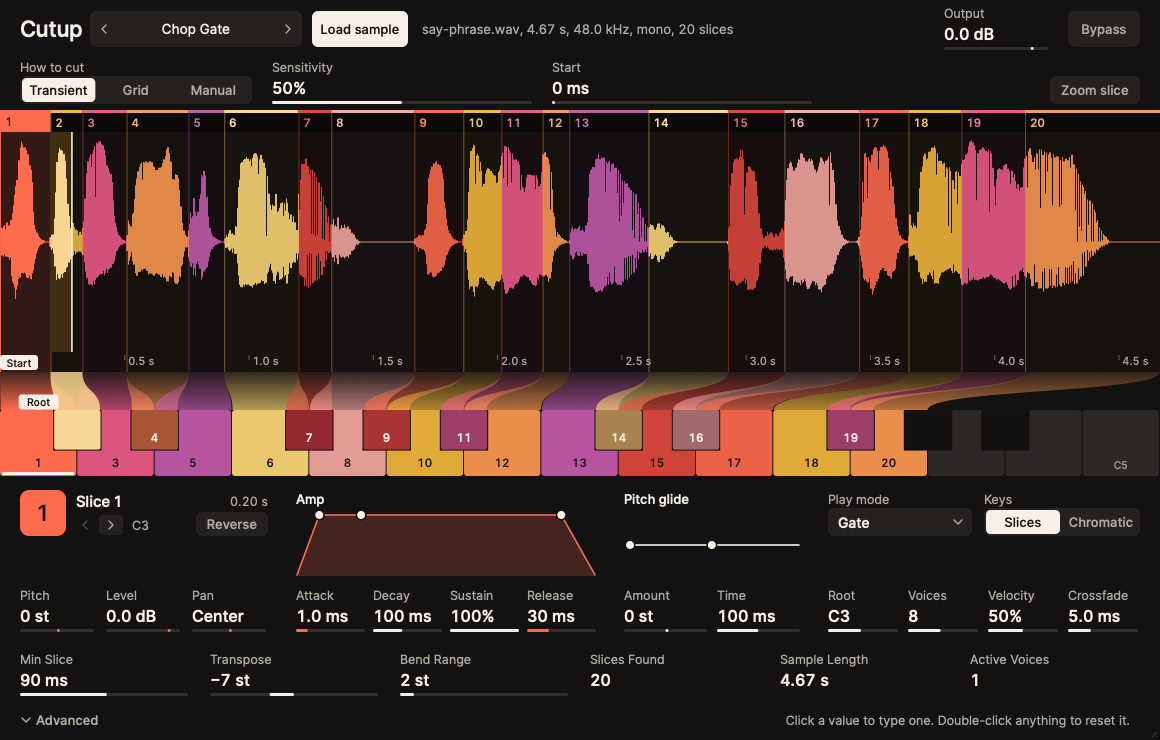 Cutup
Chop Gate
Load sample
say-phrase.wav, 4.67 s, 48.0 kHz, mono, 20 slices
Output
0.0 dB
Bypass
How to cut
Transient Grid Manual
Sensitivity
50%
Start
0 ms
Zoom slice
1 2 3 4 5 6 7 8 9 10 11 12 13 14 15 16 17 18 19 20
Start 0.5 s 1.0 s 1.5 s 2.0 s 2.5 s 3.0 s 3.5 s 4.0 s 4.5 s
Root
4 7 9 11 14 16 19
1 3 5 6 8 10 12 13 15 17 18 20 C5
1
Slice 1 0.20 s
C3 Reverse
Amp
Pitch glide
Play mode
Gate
Keys
Slices Chromatic
Pitch Level Pan Attack Decay Sustain Release Amount Time Root Voices Velocity Crossfade
0 st 0.0 dB Center 1.0 ms 100 ms 100% 30 ms 0 st 100 ms C3 8 50% 5.0 ms
Min Slice Transpose Bend Range Slices Found Sample Length Active Voices
90 ms −7 st 2 st 20 4.67 s 1
Advanced
Click a value to type one. Double-click anything to reset it.